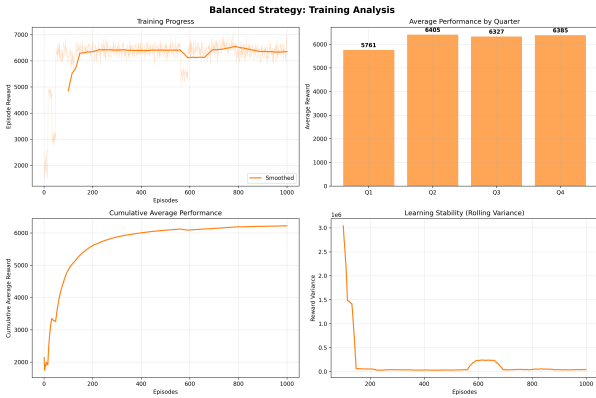 Balanced Strategy: Training Analysis
Training Progress
Episode Reward
7000
6000
5000
4000
3000
2000
Smoothed
0 200 400 600 800 1000
Episodes
Average Performance by Quarter
Average Reward
6000
5000
4000
3000
2000
1000
0
5761
6405
6327
6385
Q1 Q2 Q3 Q4
Cumulative Average Performance
Cumulative Average Reward
6000
5000
4000
3000
2000
0 200 400 600 800 1000
Episodes
Learning Stability (Rolling Variance)
1e6
Reward Variance
3.0
2.5
2.0
1.5
1.0
0.5
0.0
200 400 600 800 1000
Episodes